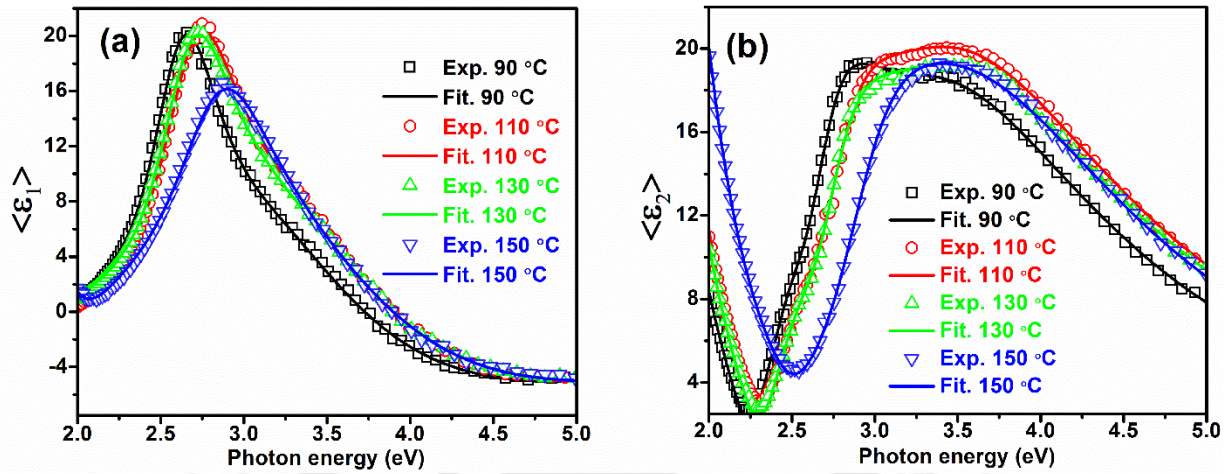 (a)
<ε₁>
20
16
12
8
4
0
-4
Exp. 90 °C
Fit. 90 °C
Exp. 110 °C
Fit. 110 °C
Exp. 130 °C
Fit. 130 °C
Exp. 150 °C
Fit. 150 °C
2.0 2.5 3.0 3.5 4.0 4.5 5.0
Photon energy (eV)
(b)
<ε₂>
20
16
12
8
4
Exp. 90 °C
Fit. 90 °C
Exp. 110 °C
Fit. 110 °C
Exp. 130 °C
Fit. 130 °C
Exp. 150 °C
Fit. 150 °C
2.0 2.5 3.0 3.5 4.0 4.5 5.0
Photon energy (eV)